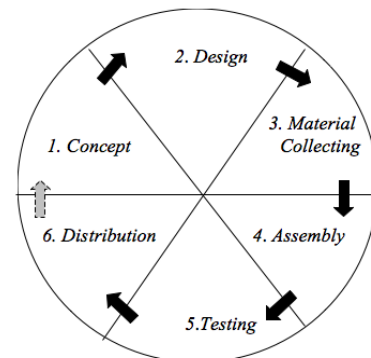 2. Design
3. Material
Collecting
1. Concept
6. Distribution
4. Assembly
5.Testing